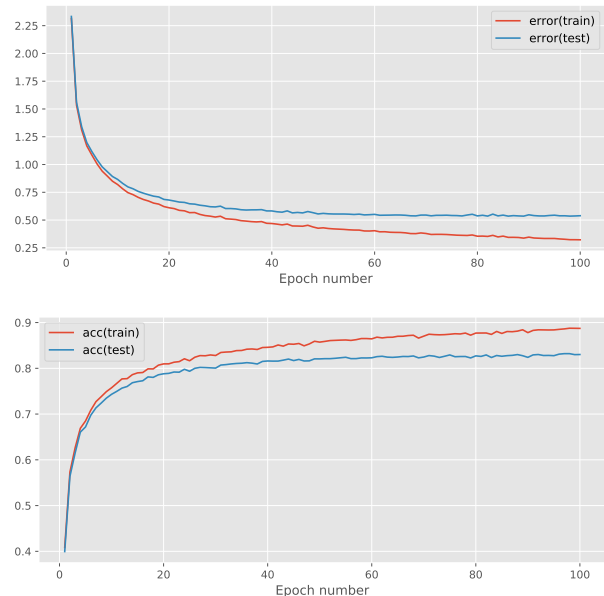 2.25
2.00
1.75
1.50
1.25
1.00
0.75
0.50
0.25
error(train)
error(test)
0 20 40 60 80 100
Epoch number
0.9
0.8
0.7
0.6
0.5
0.4
acc(train)
acc(test)
0 20 40 60 80 100
Epoch number